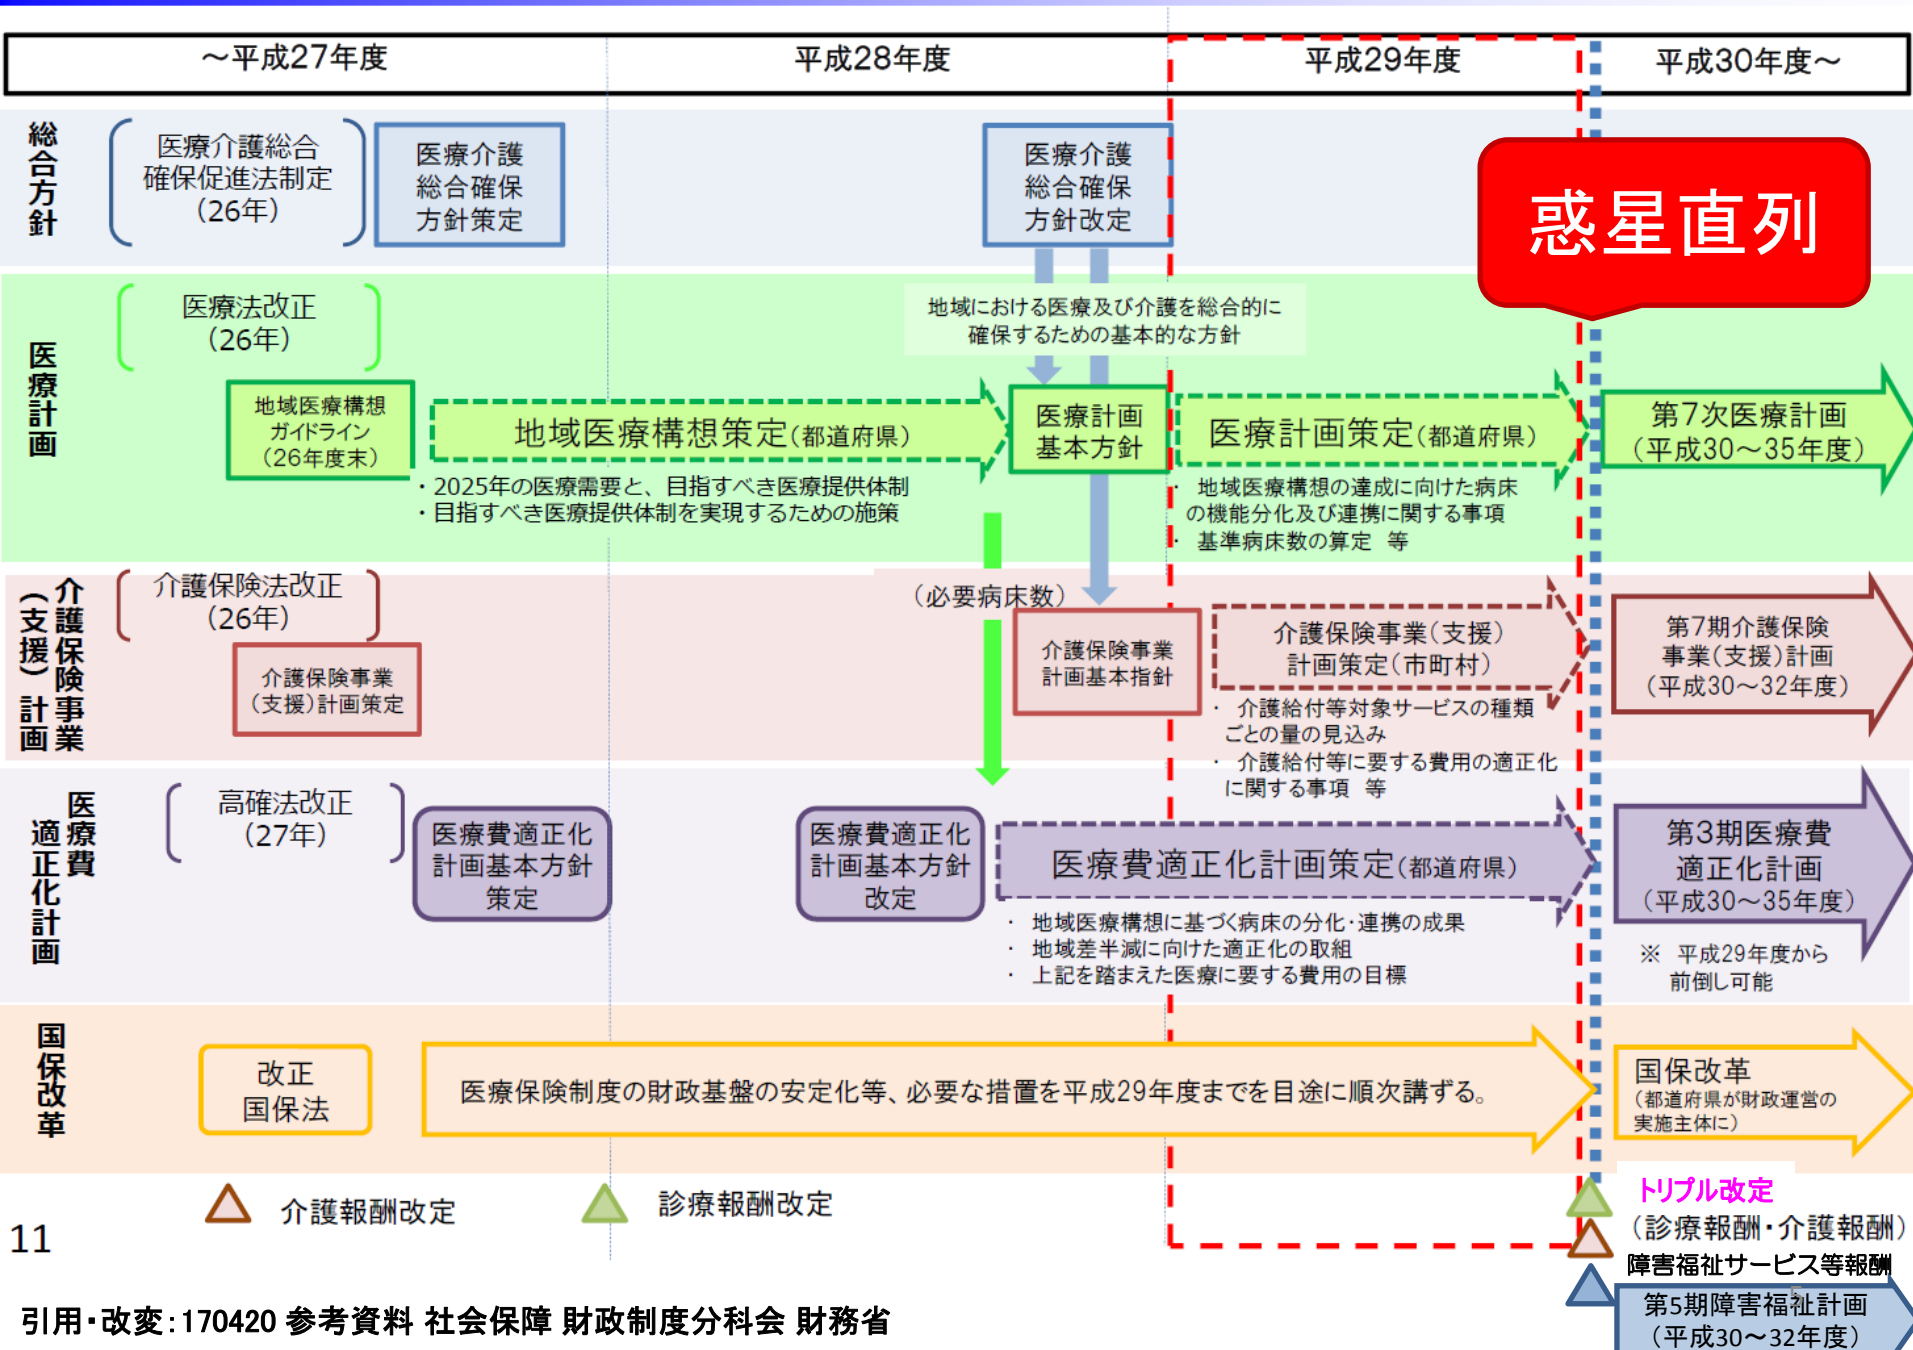 ～平成27年度
平成28年度
平成29年度
平成30年度～
総合方針
医療介護総合
確保促進法制定
（26年）
医療介護
総合確保
方針策定
医療介護
総合確保
方針改定
惑星直列
医療計画
医療法改正
（26年）
地域における医療及び介護を総合的に
確保するための基本的な方針
地域医療構想
ガイドライン
（26年度末）
地域医療構想策定(都道府県)
・2025年の医療需要と、目指すべき医療提供体制
・目指すべき医療提供体制を実現するための施策
医療計画
基本方針
医療計画策定(都道府県)
・ 地域医療構想の達成に向けた病床
の機能分化及び連携に関する事項
・ 基準病床数の算定 等
第7次医療計画
(平成30～35年度)
介護保険事業
（支援）計画
介護保険法改正
（26年）
介護保険事業
(支援)計画策定
（必要病床数）
介護保険事業
計画基本指針
介護保険事業(支援)
計画策定(市町村)
・ 介護給付等対象サービスの種類
ごとの量の見込み
・ 介護給付等に要する費用の適正化
に関する事項 等
第7期介護保険
事業(支援)計画
(平成30～32年度)
医療費
適正化計画
高確法改正
（27年）
医療費適正化
計画基本方針
策定
医療費適正化
計画基本方針
改定
医療費適正化計画策定(都道府県)
・ 地域医療構想に基づく病床の分化・連携の成果
・ 地域差半減に向けた適正化の取組
・ 上記を踏まえた医療に要する費用の目標
第3期医療費
適正化計画
(平成30～35年度)
※ 平成29年度から
前倒し可能
国保改革
改正
国保法
医療保険制度の財政基盤の安定化等、必要な措置を平成29年度までを目途に順次講ずる。
国保改革
(都道府県が財政運営の
実施主体に)
介護報酬改定
診療報酬改定
トリプル改定
(診療報酬・介護報酬)
障害福祉サービス等報酬
第5期障害福祉計画
(平成30～32年度)
11
5
引用・改変：170420 参考資料 社会保障 財政制度分科会 財務省